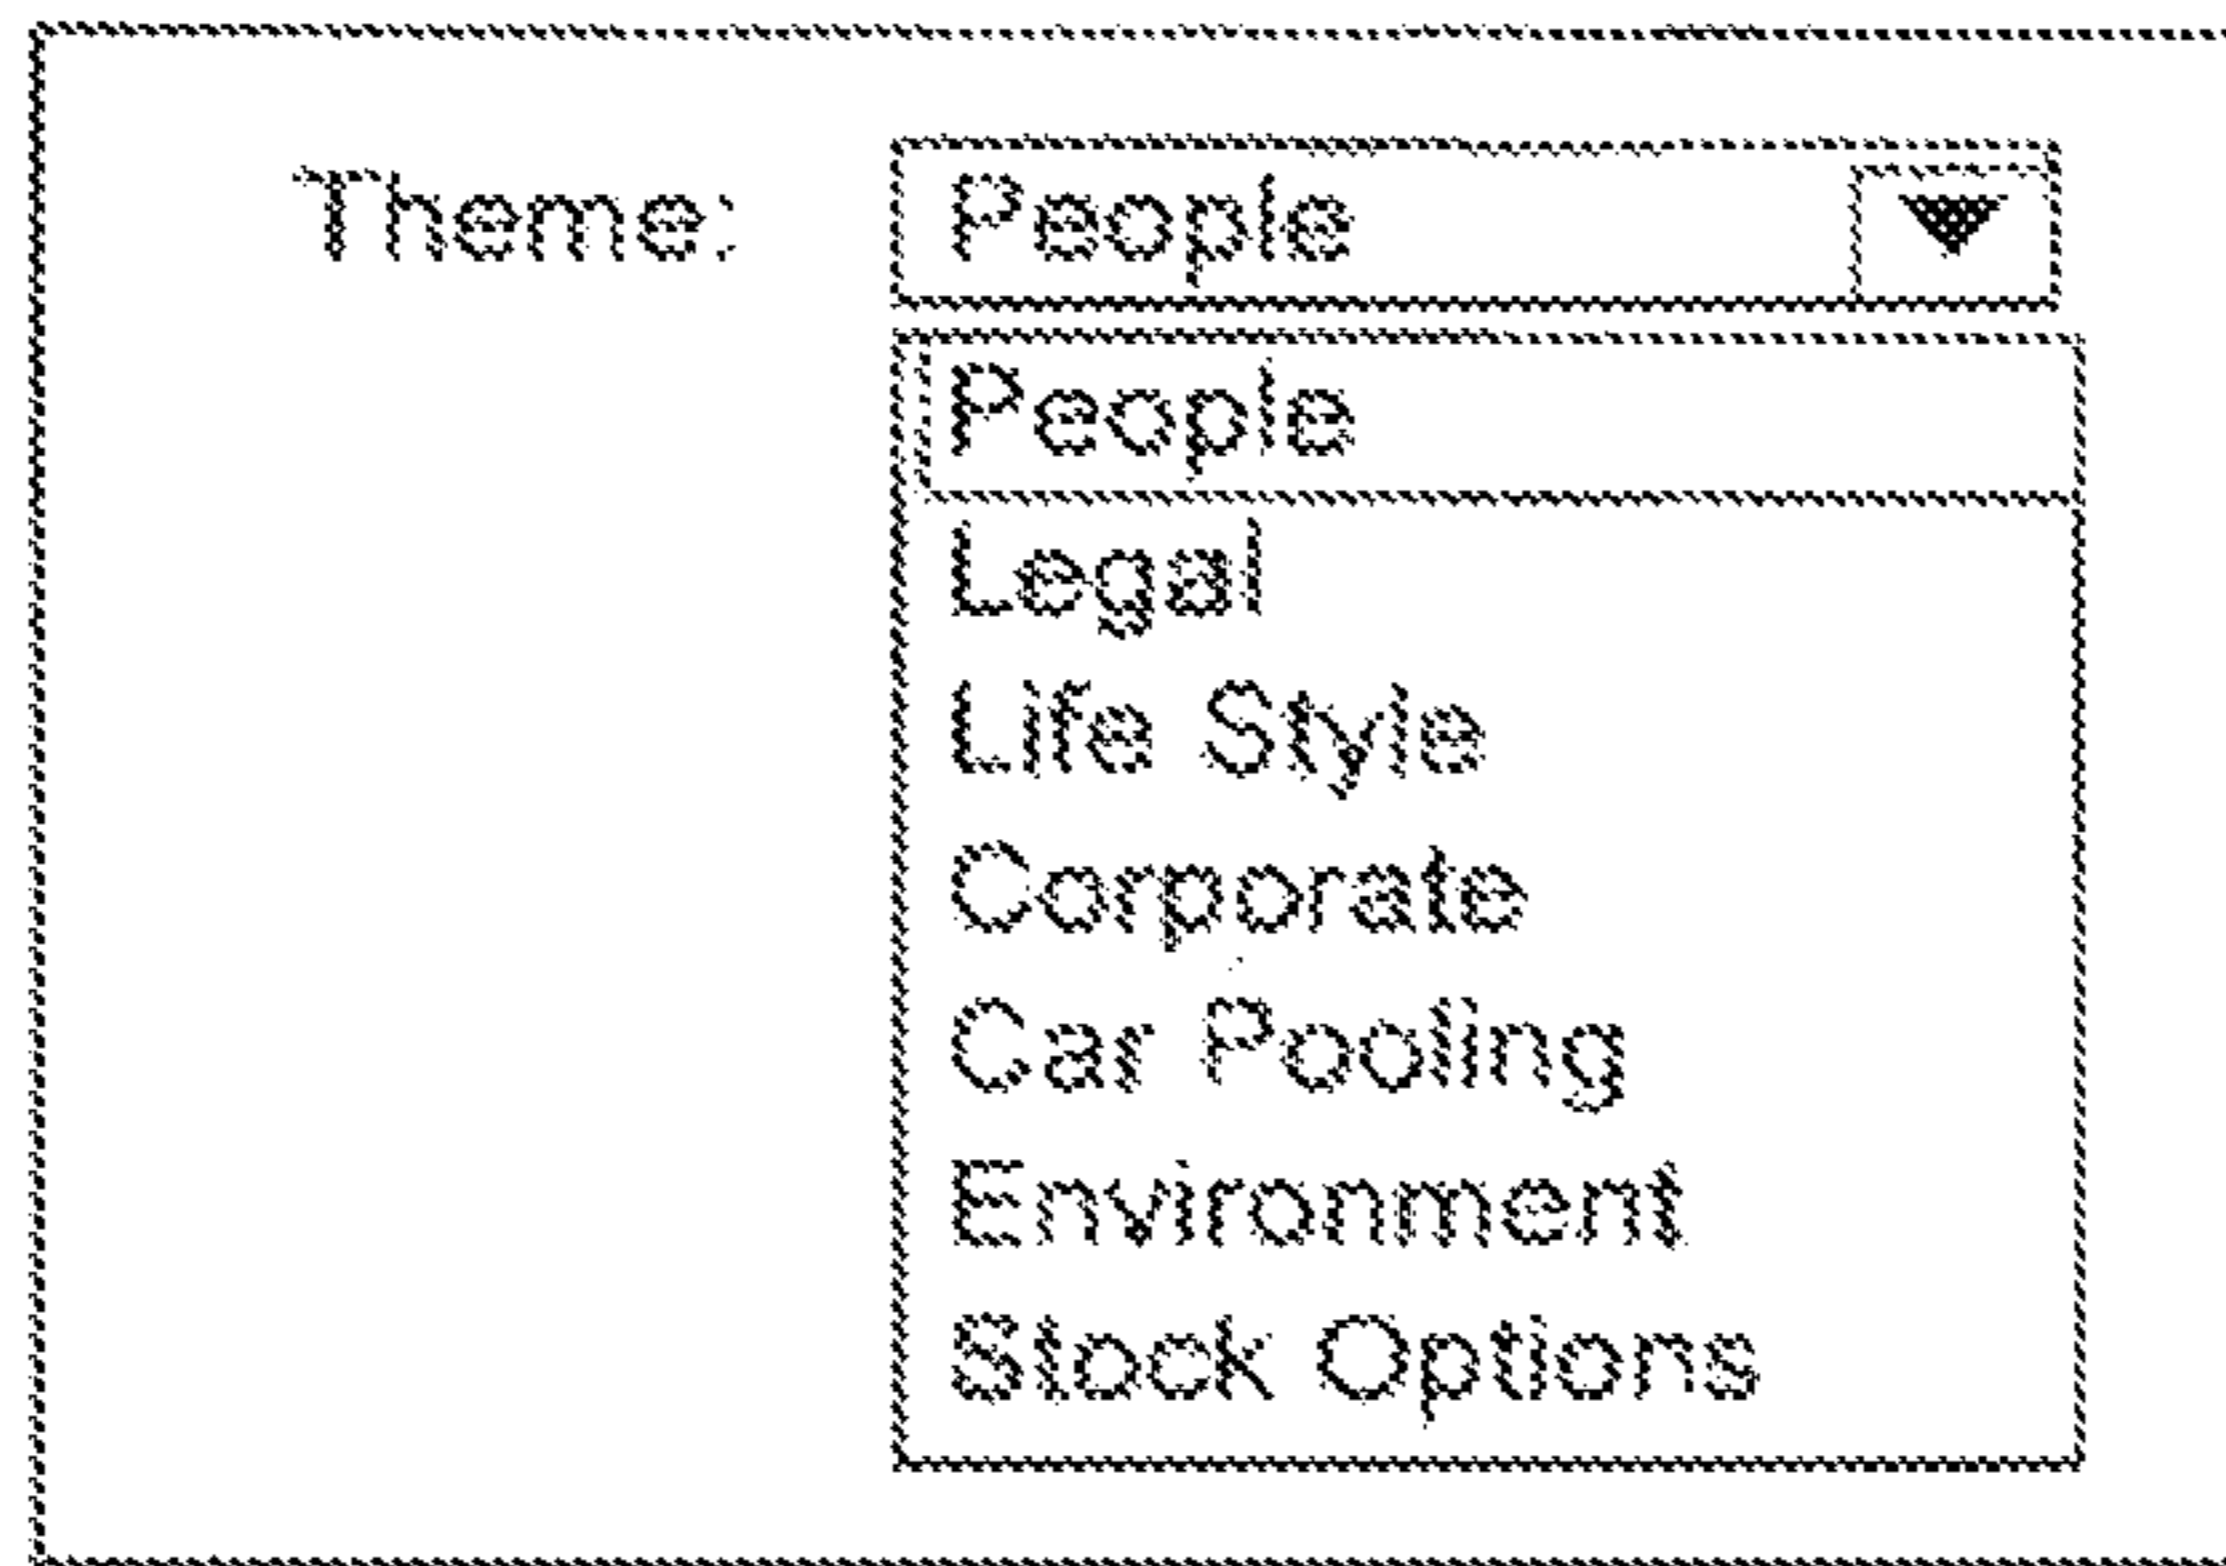 Theme: People
People
Legal
Life Style
Corporate
Car Pooling
Environment
Stock Options